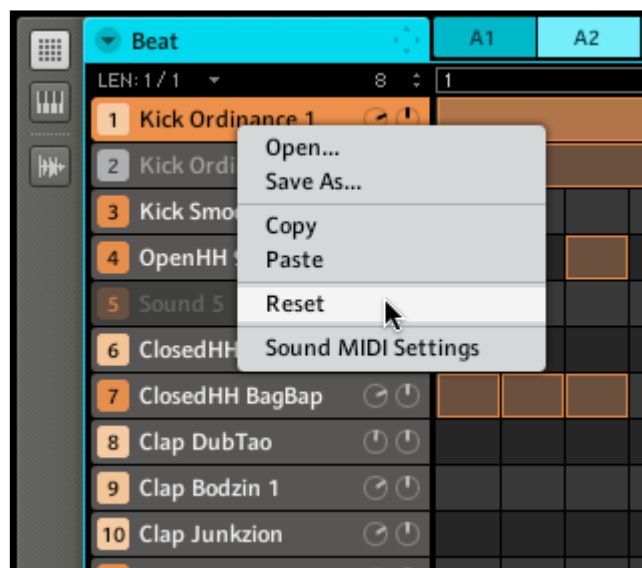 Beat A1 A2
LEN: 1 / 1 8 1
1 Kick Ordinance 1
Open...
2 Kick Ordi
Save As...
3 Kick Smo
Copy
4 OpenHH
Paste
5 Sound 5
Reset
6 ClosedHH
Sound MIDI Settings
7 ClosedHH BagBap
8 Clap DubTao
9 Clap Bodzin 1
10 Clap Junkzion